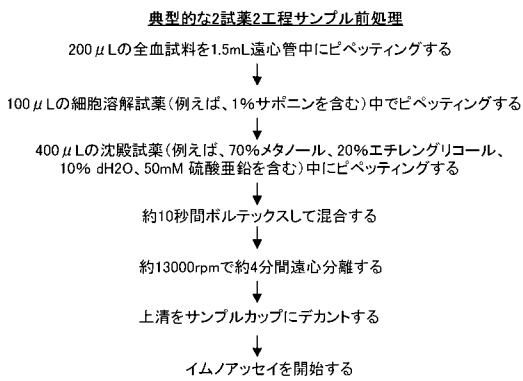 典型的な2試薬2工程サンプル前処理
200μLの全血試料を1.5mL遠心管中にピペッティングする
100μLの細胞溶解試薬(例えば、1%サポニンを含む)中でピペッティングする
400μLの沈殿試薬(例えば、70%メタノール、20%エチレングリコール、
10% dH2O、50mM 硫酸亜鉛を含む)中にピペッティングする
約10秒間ボルテックスして混合する
約13000rpmで約4分間遠心分離する
上清をサンプルカップにデカントする
イムノアッセイを開始する